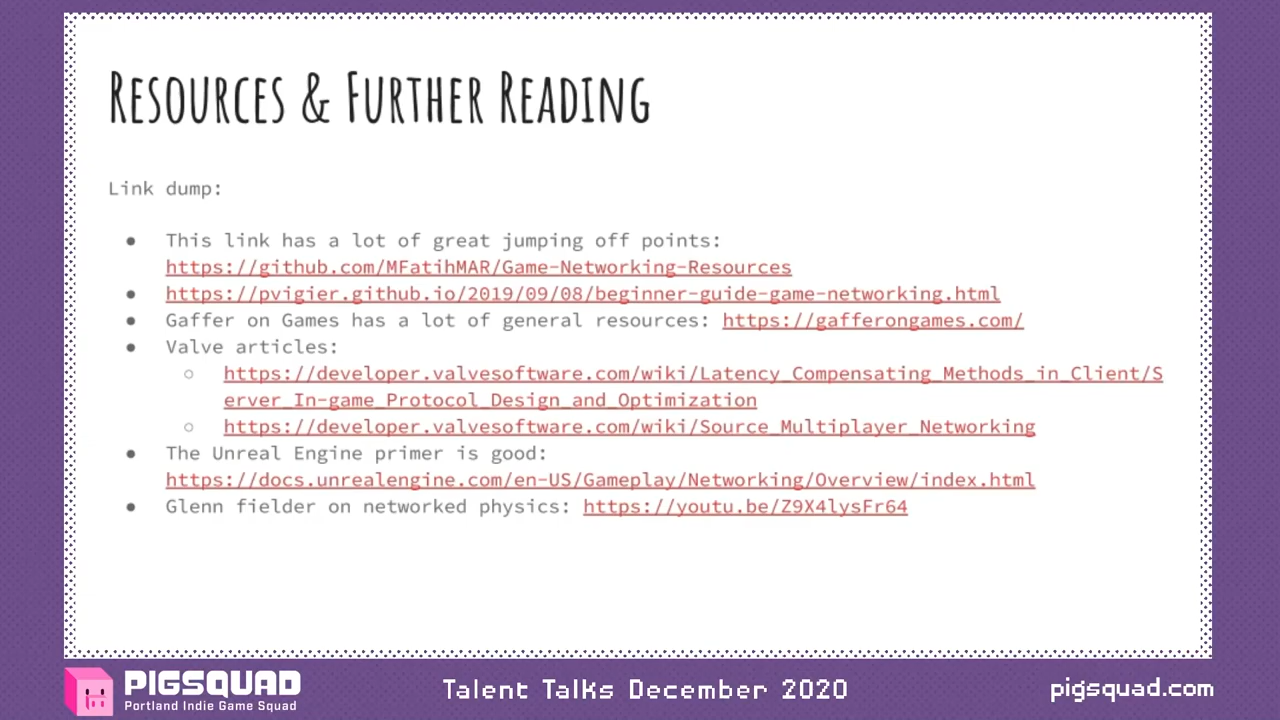 Resources & Further Reading
Link dump:
● This link has a lot of great jumping off points:
https://github.com/MFatihMAR/Game-Networking-Resources
● https://pvigier.github.io/2019/09/08/beginner-guide-game-networking.html
● Gaffer on Games has a lot of general resources: https://gafferongames.com/
● Valve articles:
○ https://developer.valvesoftware.com/wiki/Latency_Compensating_Methods_in_Client/S
erver_In-game_Protocol_Design_and_Optimization
○ https://developer.valvesoftware.com/wiki/Source_Multiplayer_Networking
● The Unreal Engine primer is good:
https://docs.unrealengine.com/en-US/Gameplay/Networking/Overview/index.html
● Glenn fielder on networked physics: https://youtu.be/Z9X4lysFr64
PIGSQUAD
Portland Indie Game Squad
Talent Talks December 2020
pigsquad.com